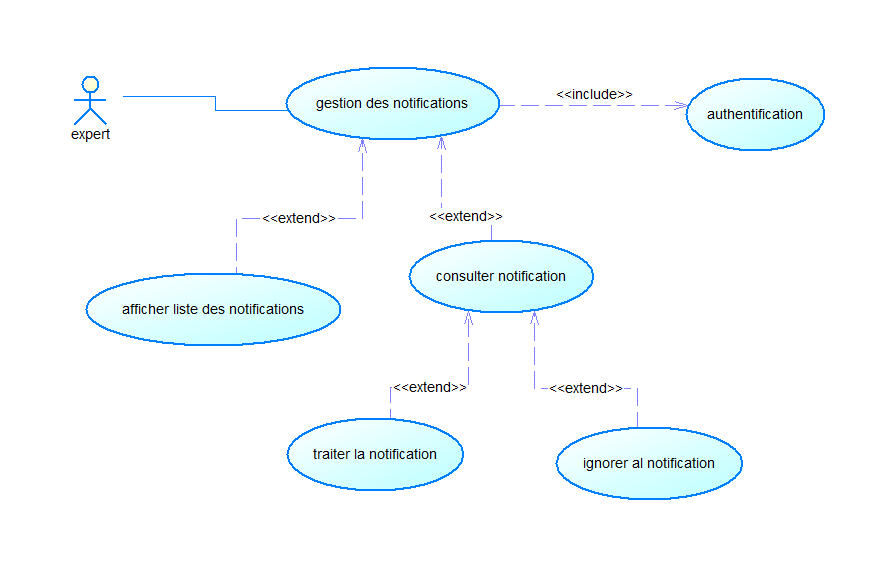 gestion des notifications
<<include>>
authentification
expert
<<extend>>
<<extend>>
consulter notification
afficher liste des notifications
<<extend>>
<<extend>>
traiter la notification
ignorer al notification